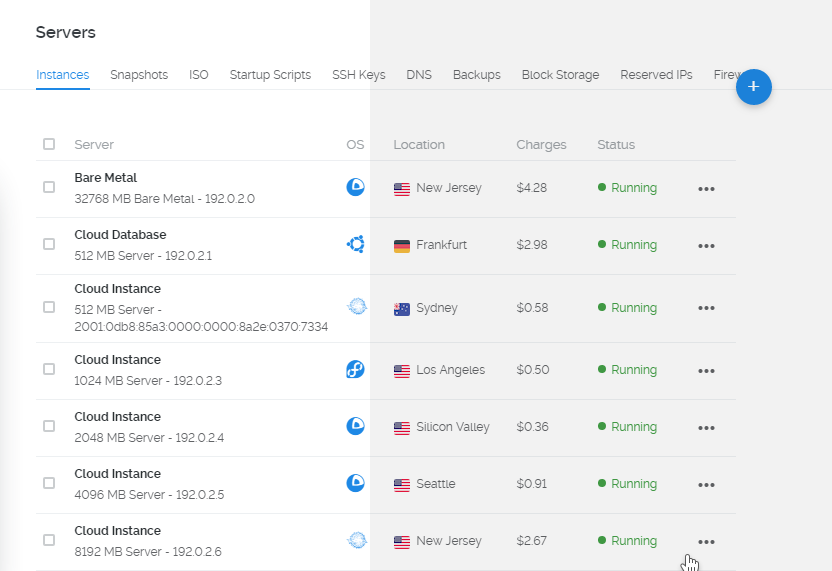 Servers
Instances Snapshots ISO Startup Scripts SSH Keys DNS Backups Block Storage Reserved IPs
+
Server OS Location Charges Status
Bare Metal
32768 MB Bare Metal - 192.0.2.0 New Jersey $4.28 Running •••
Cloud Database
512 MB Server - 192.0.2.1 Frankfurt $2.98 Running •••
Cloud Instance
512 MB Server -
2001:0db8:85a3:0000:0000:8a2e:0370:7334 Sydney $0.58 Running •••
Cloud Instance
1024 MB Server - 192.0.2.3 Los Angeles $0.50 Running •••
Cloud Instance
2048 MB Server - 192.0.2.4 Silicon Valley $0.36 Running •••
Cloud Instance
4096 MB Server - 192.0.2.5 Seattle $0.91 Running •••
Cloud Instance
8192 MB Server - 192.0.2.6 New Jersey $2.67 Running •••